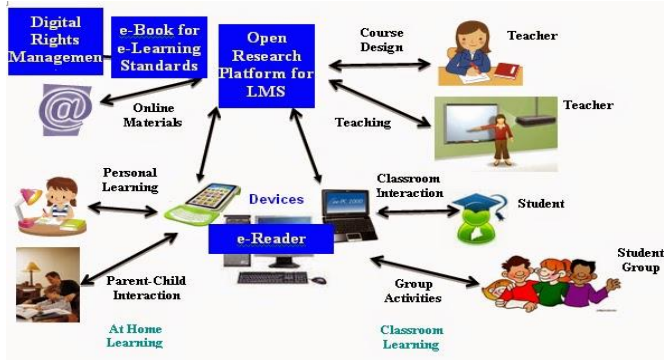 Digital
Rights
Managemen
e-Book for
e-Learning
Standards
Open
Research
Platform for
LMS
Course
Design
Teacher
@
Online
Materials
Teaching
Teacher
Personal
Learning
Devices
Classroom
Interaction
Student
e-Reader
Parent-Child
Interaction
Group
Activities
Student
Group
At Home
Learning
Classroom
Learning